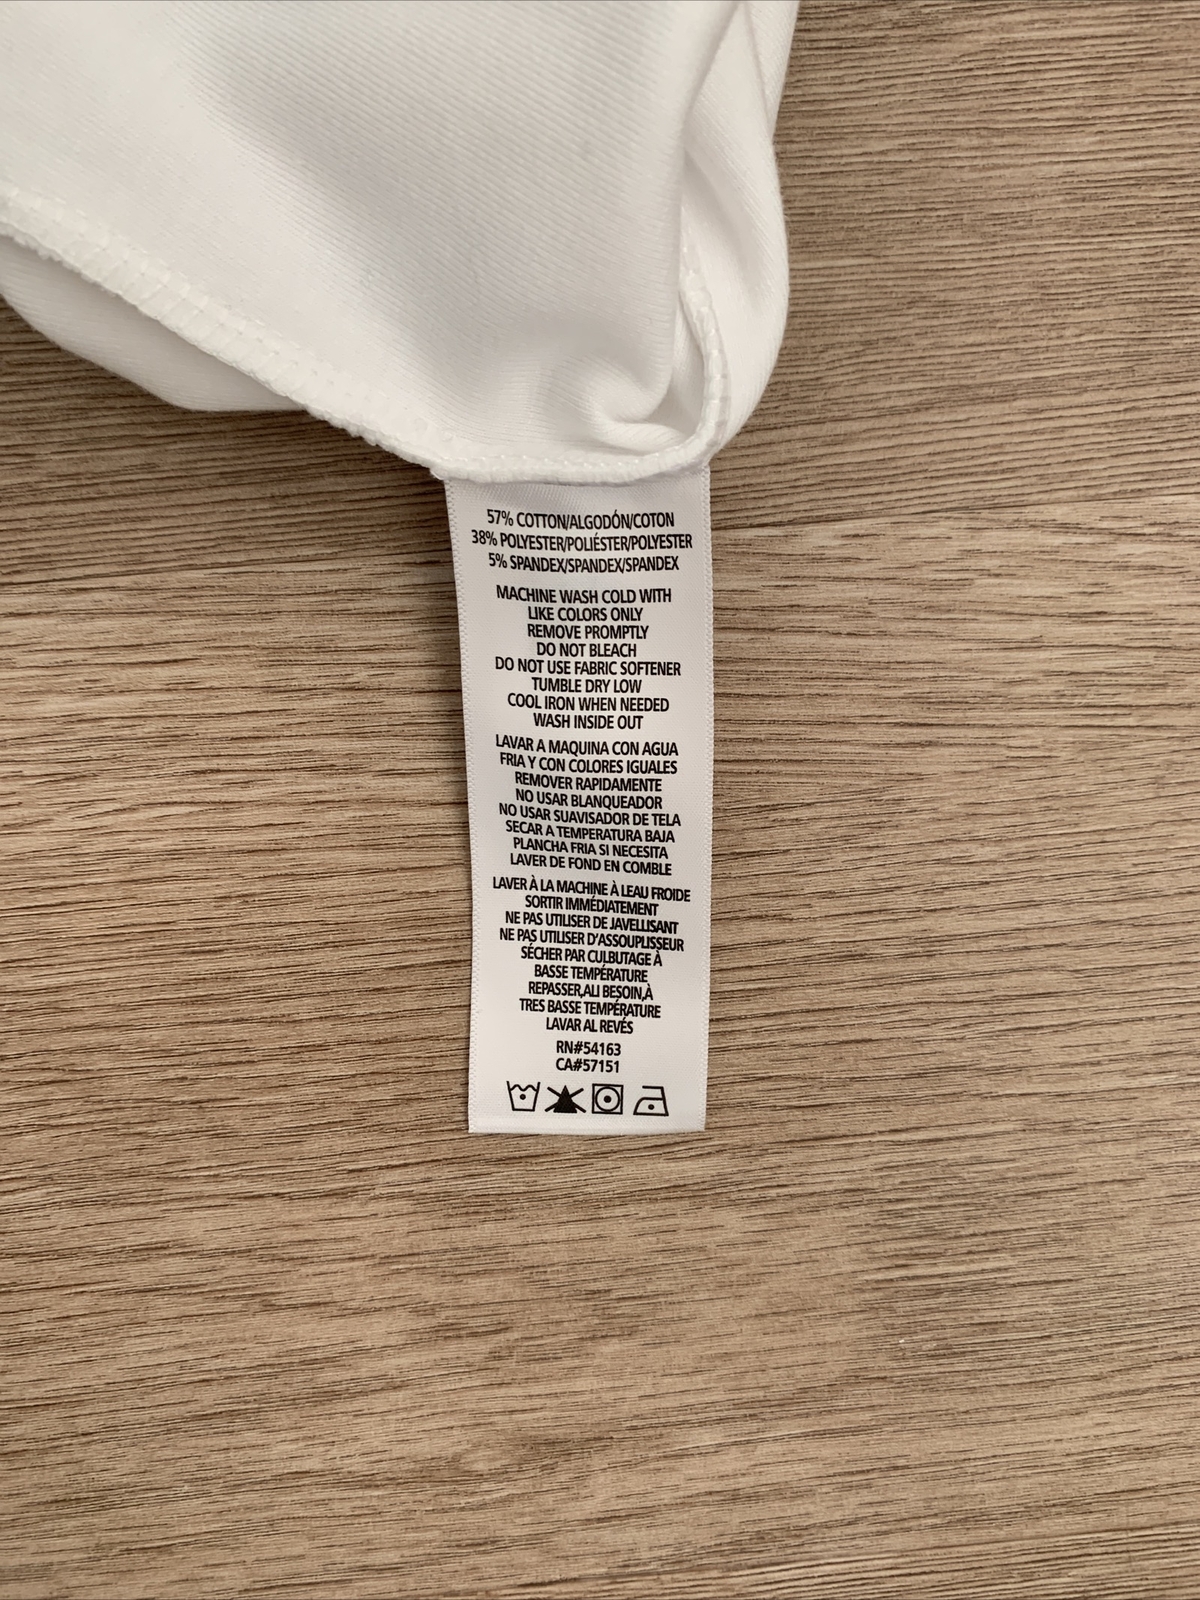 57% COTTON/ALGODÓN/COTON
38% POLYESTER/POLIÉSTER/POLYESTER
5% SPANDEX/SPANDEX/SPANDEX
MACHINE WASH COLD WITH
LIKE COLORS ONLY
REMOVE PROMPTLY
DO NOT BLEACH
DO NOT USE FABRIC SOFTENER
TUMBLE DRY LOW
COOL IRON WHEN NEEDED
WASH INSIDE OUT
LAVAR A MAQUINA CON AGUA
FRIA Y CON COLORES IGUALES
REMOVER RAPIDAMENTE
NO USAR BLANQUEADOR
NO USAR SUAVISADOR DE TELA
SECAR A TEMPERATURA BAJA
PLANCHA FRIA SI NECESITA
LAVER DE FOND EN COMBLE
LAVER À LA MACHINE À LEAU FROIDE
SORTIR IMMÉDIATEMENT
NE PAS UTILISER DE JAVELLISANT
NE PAS UTILISER D'ASSOUPLISSEUR
SÉCHER PAR CULBUTAGE À
BASSE TEMPÉRATURE
REPASSER,ALI BESOIN,À
TRES BASSE TEMPÉRATURE
LAVAR AL REVÉS
RN#54163
CA#57151